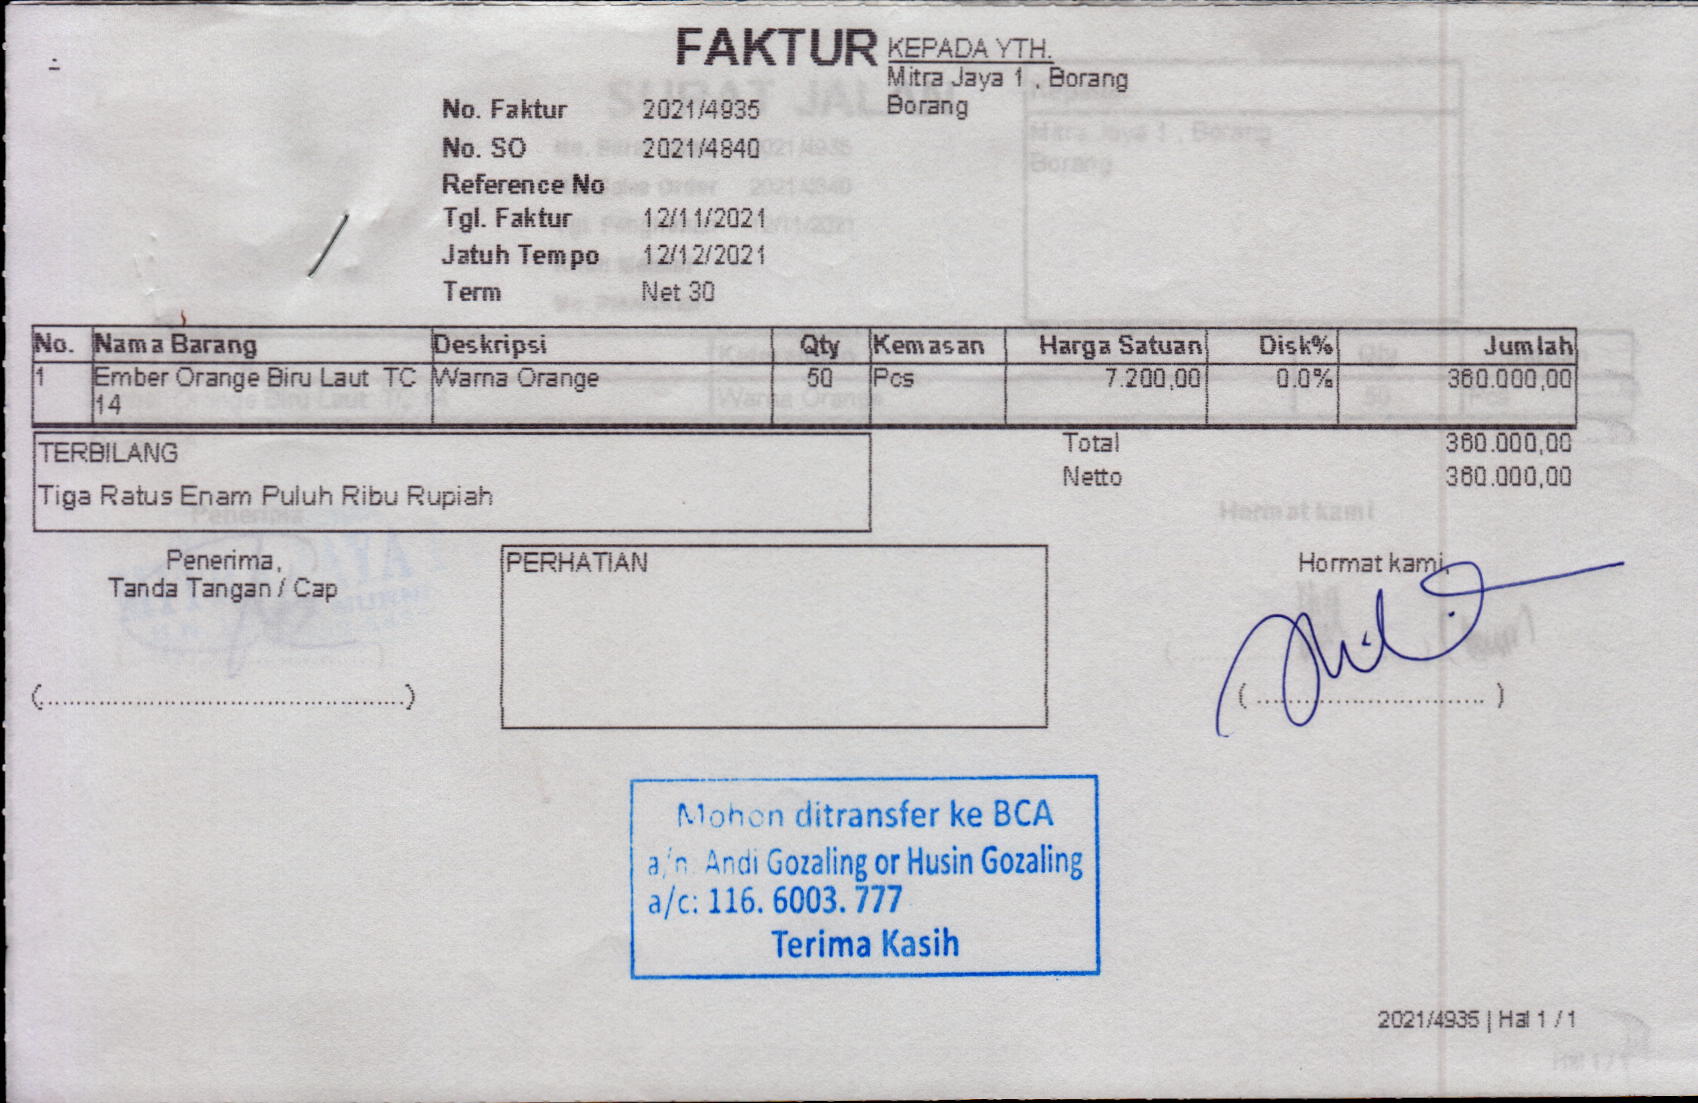 FAKTUR
KEPADA YTH.
Mitra Jaya 1 , Borang
Borang
No. Faktur 2021/4935
No. SO 2021/4840
Reference No
Tgl. Faktur 12/11/2021
Jatuh Tempo 12/12/2021
Term Net 30
No. Nama Barang Deskripsi Qty Kemasan Harga Satuan Disk% Jumlah
1 Ember Orange Biru Laut TC Warna Orange 50 Pcs 7.200,00 0.0% 360.000,00
14
Total 360.000,00
Netto 360.000,00
TERBILANG
Tiga Ratus Enam Puluh Ribu Rupiah
Penerima,
Tanda Tangan / Cap
(................................................)
PERHATIAN
Hormat kami,
( ............................. )
Mohon ditransfer ke BCA
a/n. Andi Gozaling or Husin Gozaling
a/c: 116. 6003. 777
Terima Kasih
2021/4935 | Hal 1 / 1